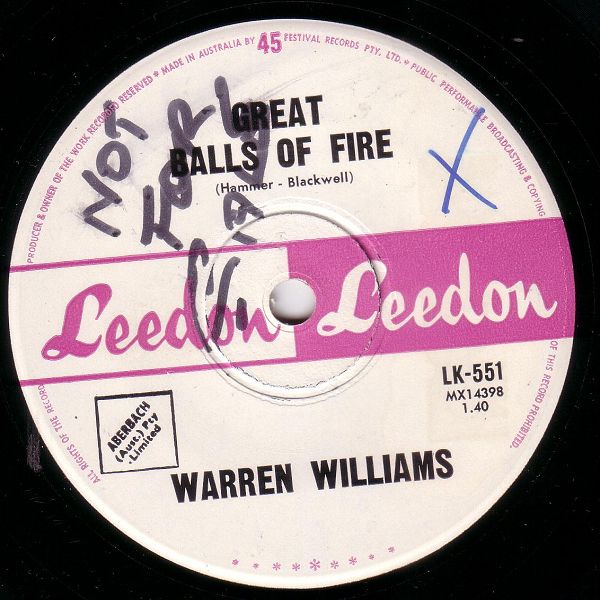 PRODUCER & OWNER OF THE WORK RECORDED RESERVED * MADE IN AUSTRALIA BY 45 FESTIVAL RECORDS PTY. LTD. * PUBLIC PERFORMANCE BROADCASTING & COPYING
GREAT
BALLS OF FIRE
(Hammer - Blackwell)
NOT
FOR
X
Leedon Leedon
LK-551
MX14398
1.40
ABERBACH
(Aust.) Pty
.Limited
WARREN WILLIAMS
ALL RIGHTS OF THE RECORD
OF THIS RECORD PROHIBITED.